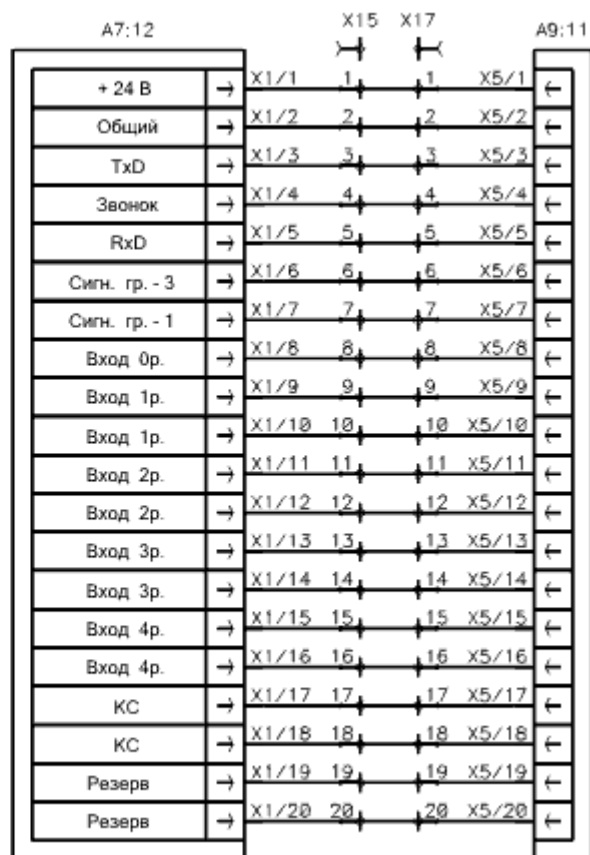 A7:12 X15 X17 A9:11
+ 24 В X1/1 1 1 X5/1
Общий X1/2 2 2 X5/2
TxD X1/3 3 3 X5/3
Звонок X1/4 4 4 X5/4
RxD X1/5 5 5 X5/5
Сигн. гр. - 3 X1/6 6 6 X5/6
Сигн. гр. - 1 X1/7 7 7 X5/7
Вход 0р. X1/8 8 8 X5/8
Вход 1р. X1/9 9 9 X5/9
Вход 1р. X1/10 10 10 X5/10
Вход 2р. X1/11 11 11 X5/11
Вход 2р. X1/12 12 12 X5/12
Вход 3р. X1/13 13 13 X5/13
Вход 3р. X1/14 14 14 X5/14
Вход 4р. X1/15 15 15 X5/15
Вход 4р. X1/16 16 16 X5/16
КС X1/17 17 17 X5/17
КС X1/18 18 18 X5/18
Резерв X1/19 19 19 X5/19
Резерв X1/20 20 20 X5/20